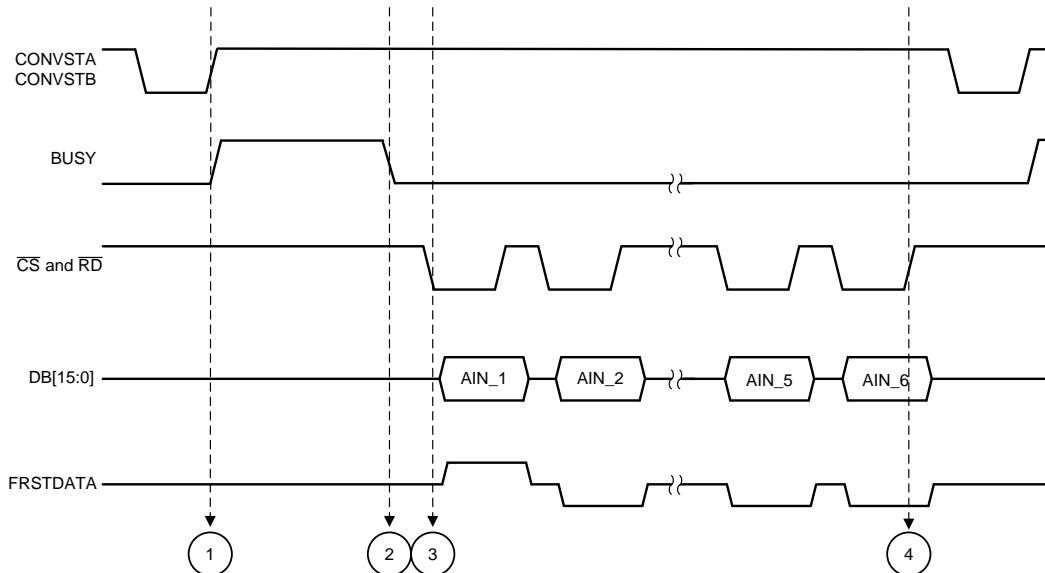 CONVSTA
CONVSTB
BUSY
CS and RD
DB[15:0]
AIN_1
AIN_2
AIN_5
AIN_6
FRSTDATA
1
2
3
4